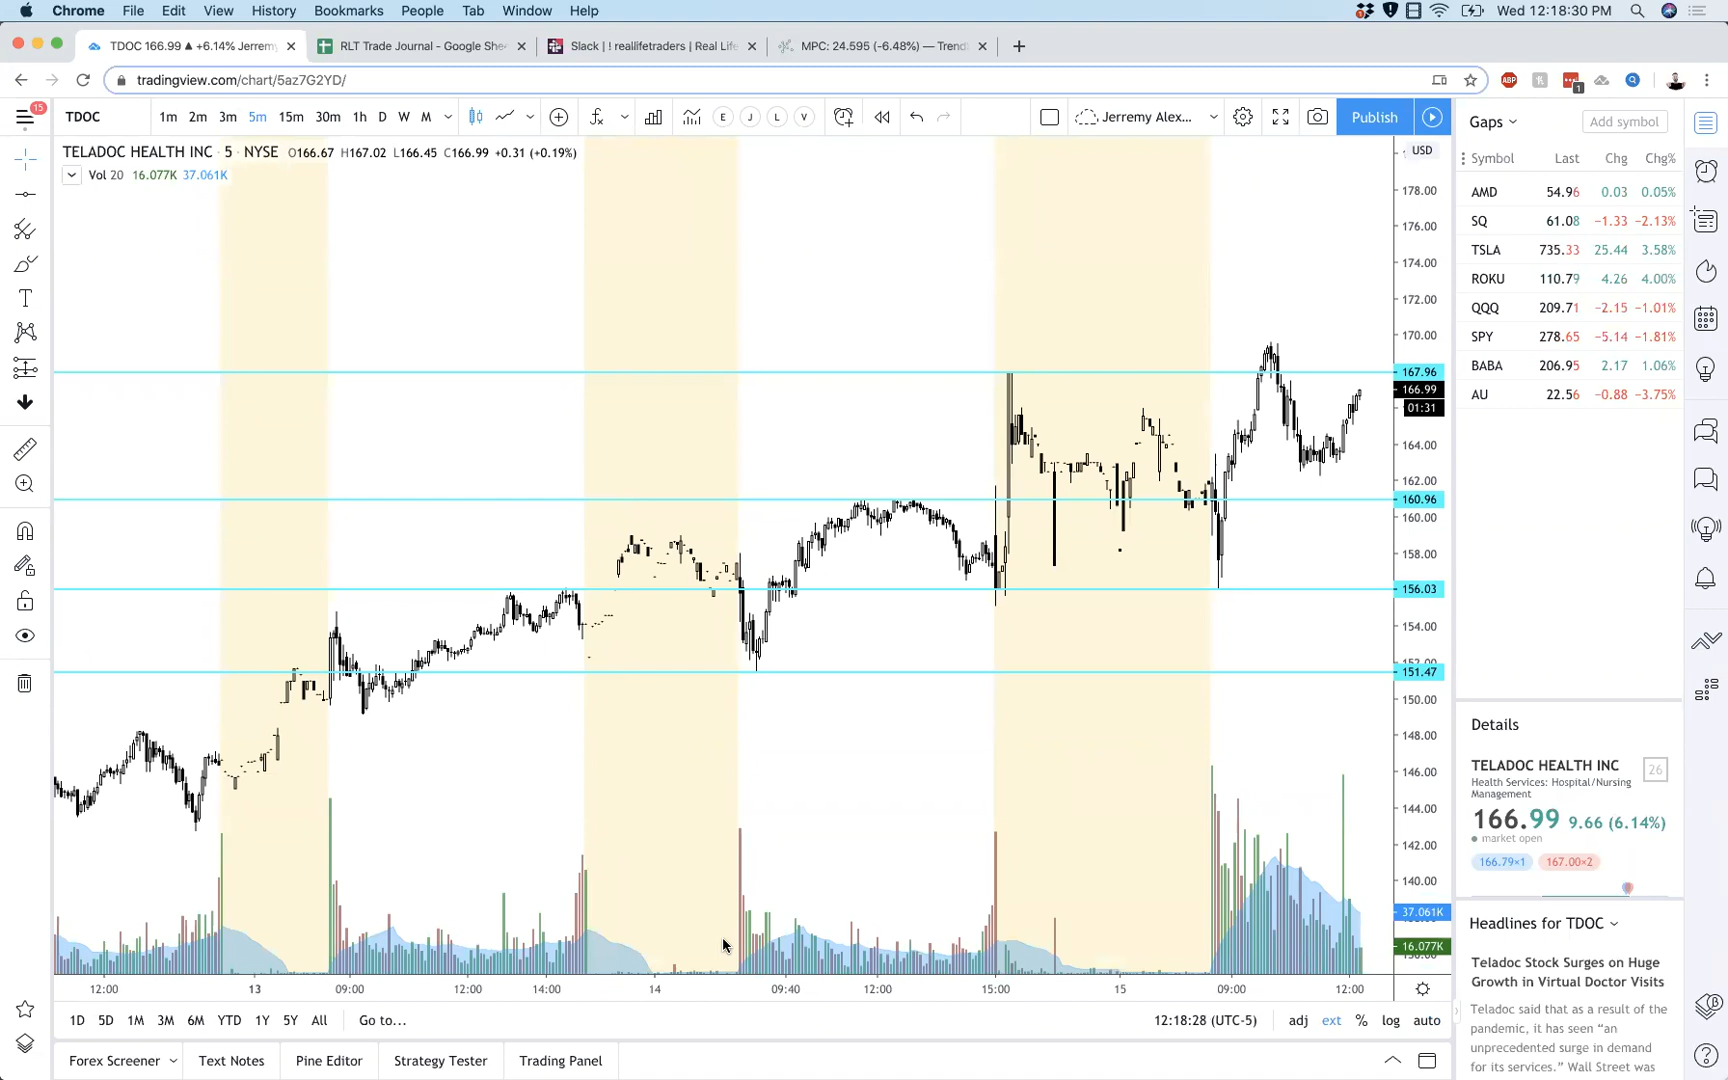 Chrome File Edit View History Bookmarks People Tab Window Help Wed 12:18:30 PM
TDOC 166.99 ▲ +6.14% Jerremy
RLT Trade Journal - Google She
Slack | ! reallifetraders | Real Life
MPC: 24.595 (-6.48%) — Trend
tradingview.com/chart/5az7G2YD/
ABP
1
15
TDOC 1m 2m 3m 5m 15m 30m 1h D W M E J L V Jerremy Alex... Publish
TELADOC HEALTH INC · 5 · NYSE O166.67 H167.02 L166.45 C166.99 +0.31 (+0.19%)
Vol 20 16.077K 37.061K
USD
178.00
176.00
174.00
172.00
170.00
167.96
166.99
01:31
164.00
162.00
160.96
160.00
158.00
156.03
154.00
152.00
151.47
150.00
148.00
146.00
144.00
142.00
140.00
37.061K
16.077K
12:00 13 09:00 12:00 14:00 14 09:40 12:00 15:00 15 09:00 12:00
1D 5D 1M 3M 6M YTD 1Y 5Y All Go to... 12:18:28 (UTC-5) adj ext % log auto
Forex Screener Text Notes Pine Editor Strategy Tester Trading Panel
Gaps Add symbol
Symbol Last Chg Chg%
AMD 54.96 0.03 0.05%
SQ 61.08 −1.33 −2.13%
TSLA 735.33 25.44 3.58%
ROKU 110.79 4.26 4.00%
QQQ 209.71 −2.15 −1.01%
SPY 278.65 −5.14 −1.81%
BABA 206.95 2.17 1.06%
AU 22.56 −0.88 −3.75%
Details
TELADOC HEALTH INC 26
Health Services: Hospital/Nursing
Management
166.99 9.66 (6.14%)
market open
166.79×1 167.00×2
Headlines for TDOC
Teladoc Stock Surges on Huge
Growth in Virtual Doctor Visits
Teladoc said that as a result of the
pandemic, it has seen “an
unprecedented surge in demand
for its services.” Wall Street was